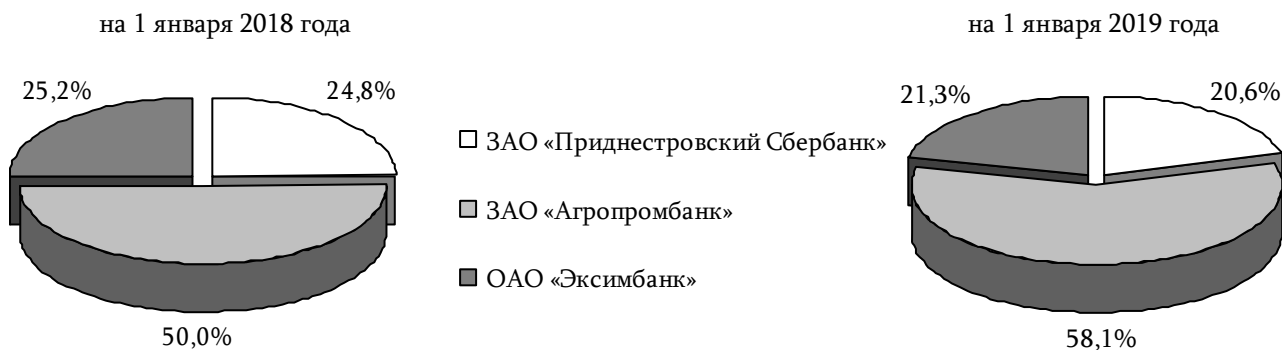 на 1 января 2018 года
на 1 января 2019 года
25,2%
24,8%
21,3%
20,6%
ЗАО «Приднестровский Сбербанк»
ЗАО «Агропромбанк»
ОАО «Эксимбанк»
50,0%
58,1%